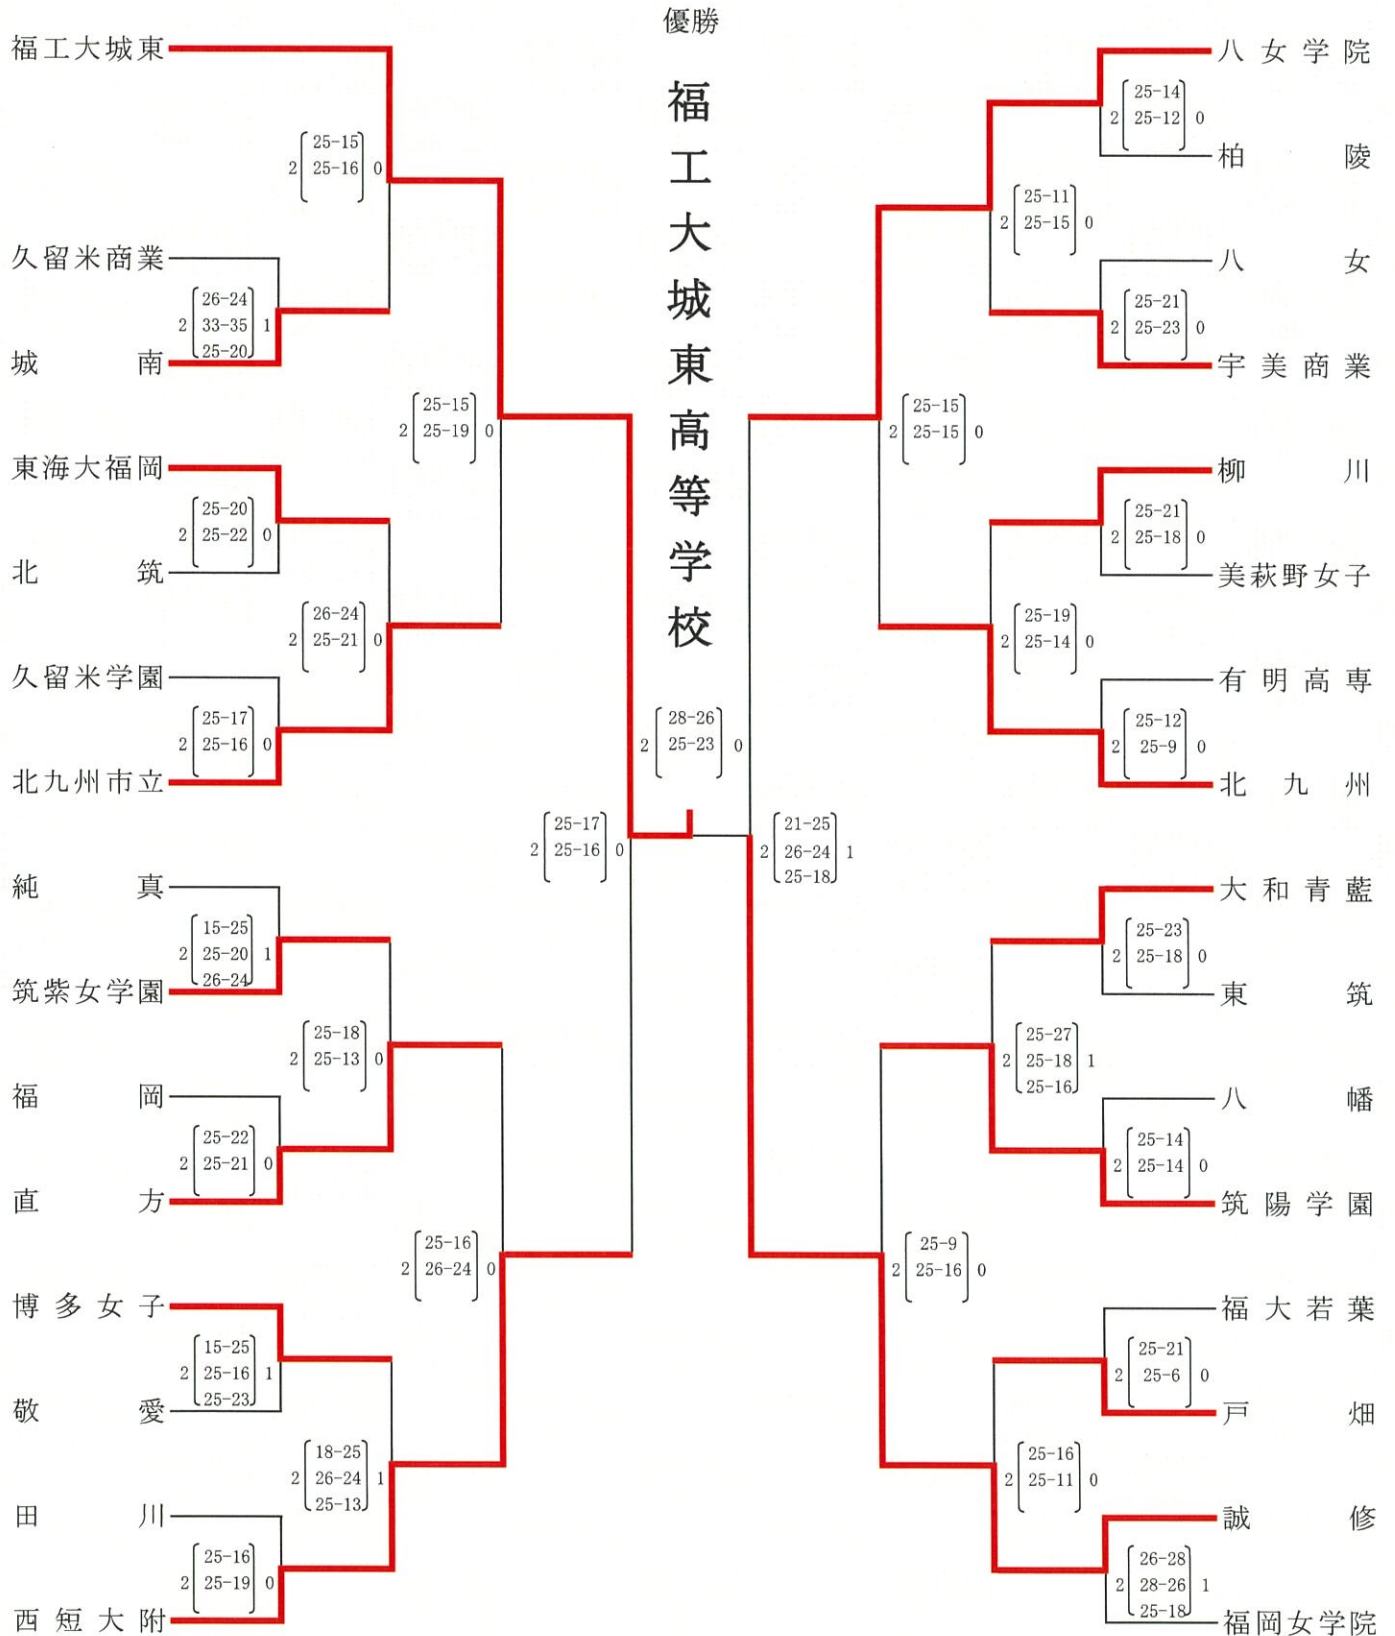 優勝
福工大城東高等学校
福工大城東
25-15
2 25-16 0
久留米商業
26-24
2 33-35 1
25-20
城南
25-15
2 25-19 0
東海大福岡
25-20
2 25-22 0
北筑
26-24
2 25-21 0
久留米学園
25-17
2 25-16 0
北九州市立
25-17
2 25-16 0
純真
15-25
2 25-20 1
26-24
筑紫女学園
25-18
2 25-13 0
福岡
25-22
2 25-21 0
直方
25-16
2 26-24 0
博多女子
15-25
2 25-16 1
25-23
敬愛
18-25
2 26-24 1
25-13
田川
25-16
2 25-19 0
西短大附
28-26
2 25-23 0
八女学院
25-14
2 25-12 0
柏陵
25-11
2 25-15 0
八女
25-21
2 25-23 0
宇美商業
25-15
2 25-15 0
柳川
25-21
2 25-18 0
美萩野女子
25-19
2 25-14 0
有明高専
25-12
2 25-9 0
北九州
21-25
2 26-24 1
25-18
大和青藍
25-23
2 25-18 0
東筑
25-27
2 25-18 1
25-16
八幡
25-14
2 25-14 0
筑陽学園
25-9
2 25-16 0
福大若葉
25-21
2 25-6 0
戸畑
25-16
2 25-11 0
誠修
26-28
2 28-26 1
25-18
福岡女学院